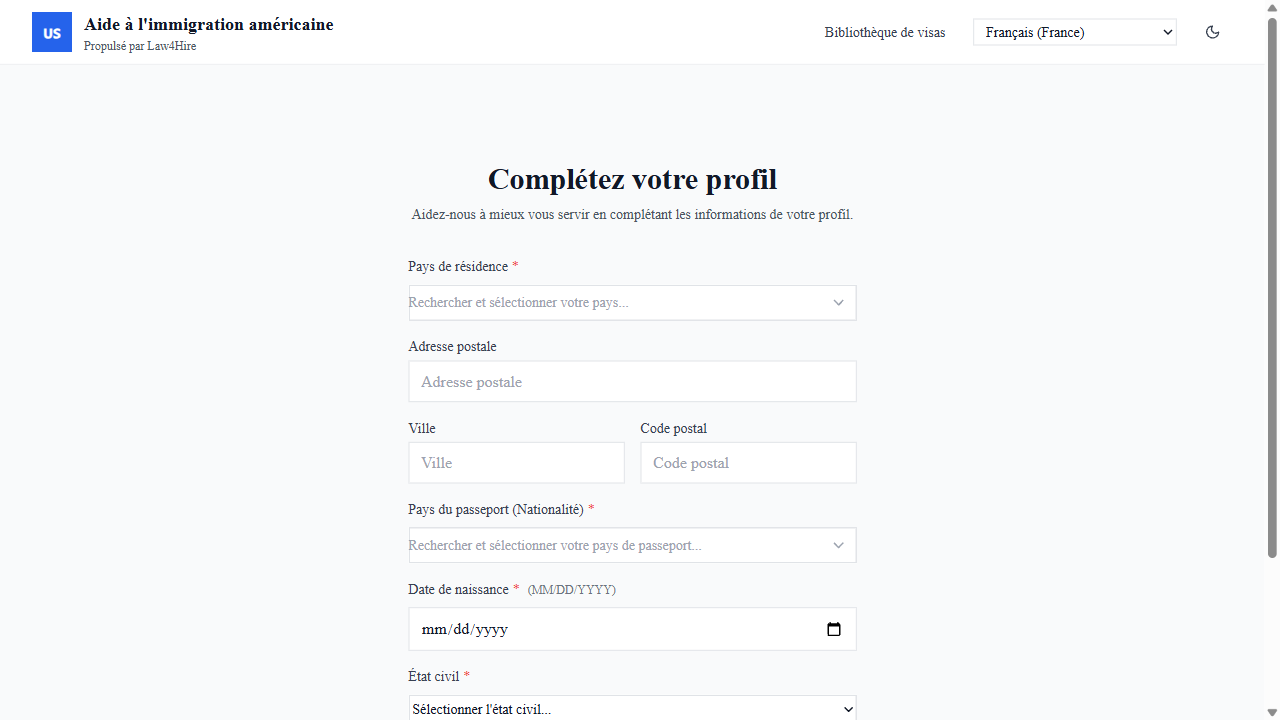 US
Aide à l'immigration américaine
Propulsé par Law4Hire
Bibliothèque de visas
Français (France)
Complétez votre profil
Aidez-nous à mieux vous servir en complétant les informations de votre profil.
Pays de résidence *
Rechercher et sélectionner votre pays...
Adresse postale
Adresse postale
Ville
Code postal
Ville
Code postal
Pays du passeport (Nationalité) *
Rechercher et sélectionner votre pays de passeport...
Date de naissance * (MM/DD/YYYY)
mm/dd/yyyy
État civil *
Sélectionner l'état civil...